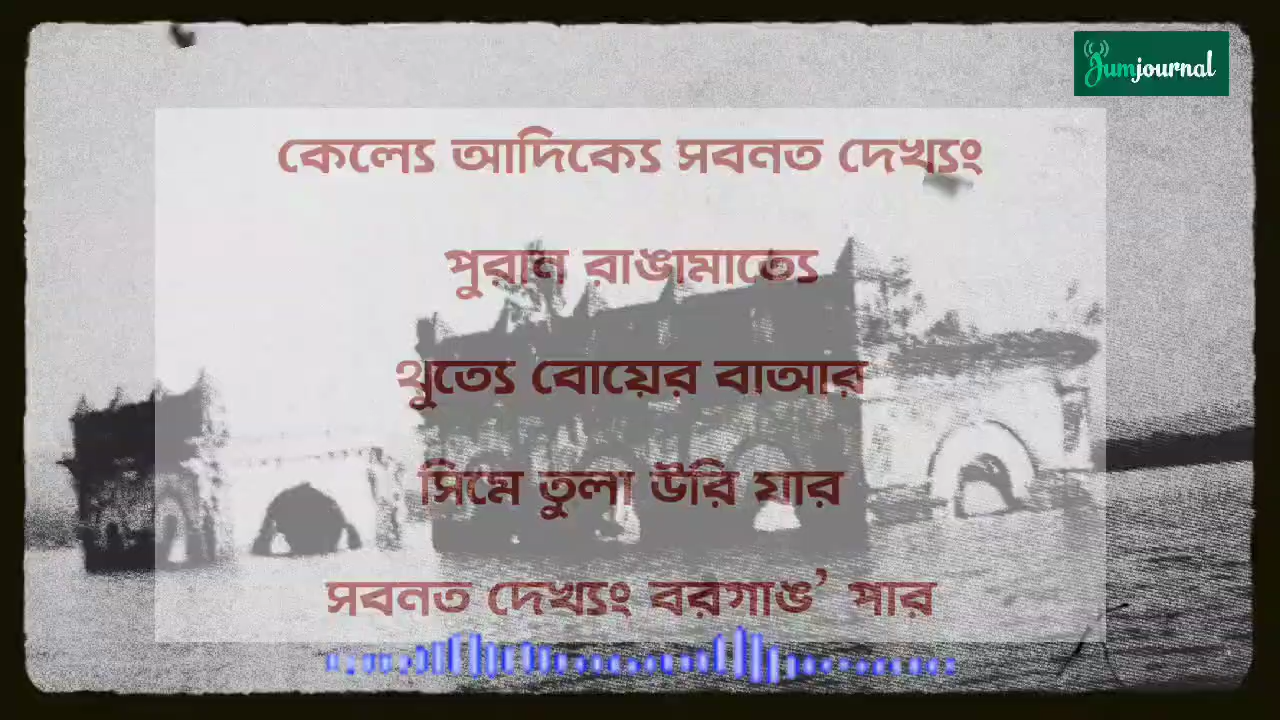 Jumjournal
কেল্যে আদিক্যে সবনত দেখ্যং
পুরান রাঙামাত্যে
থুত্যে বোয়ের বাআর
সিমে তুলা উরি যার
সবনত দেখ্যং বরগাঙ’ পার